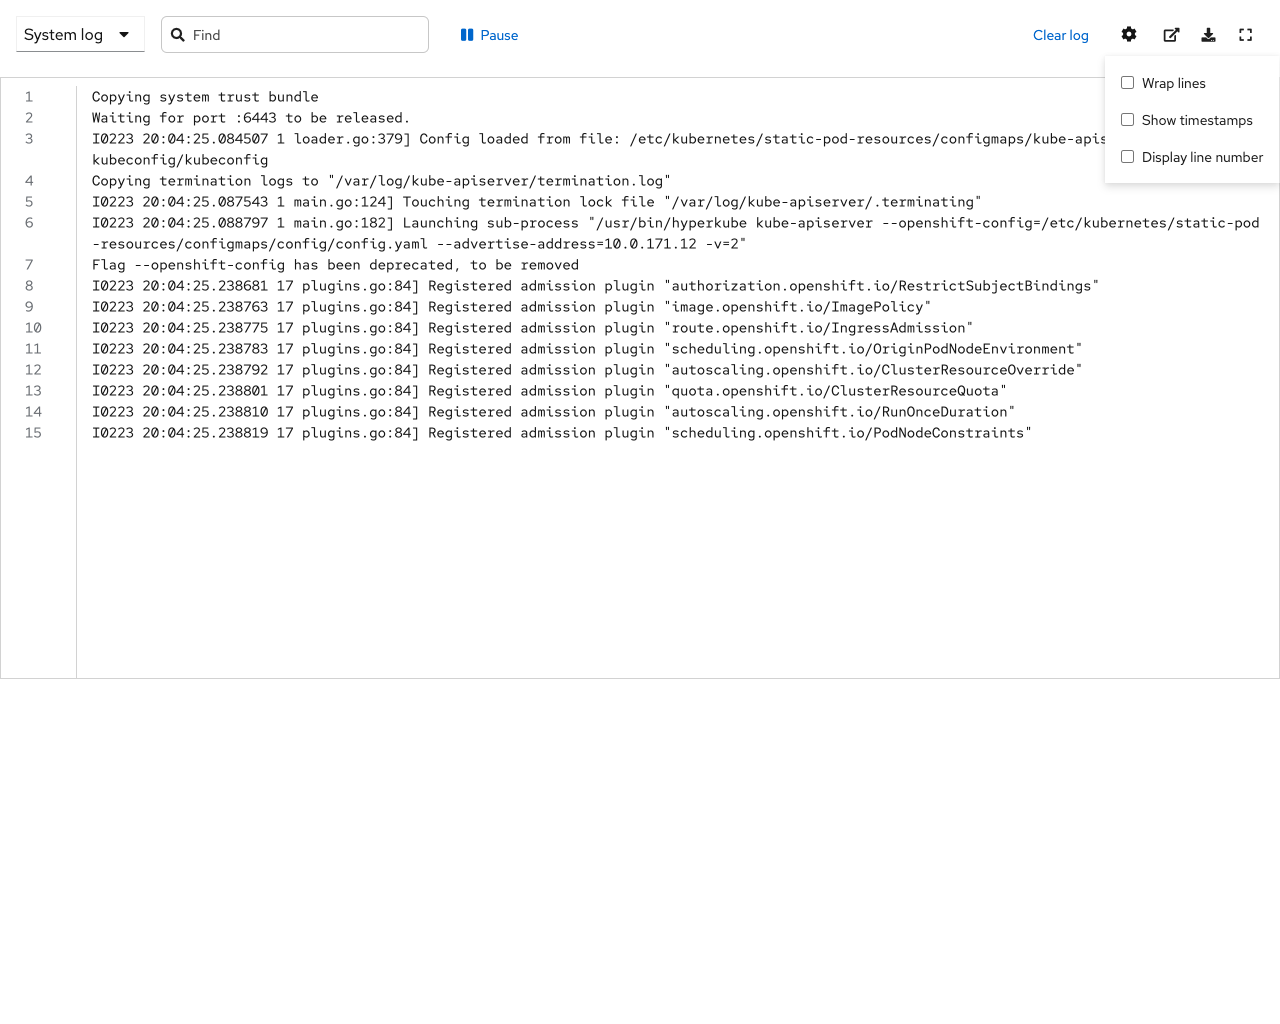 System log
Find
Pause
Clear log
Wrap lines
Show timestamps
Display line number
1 Copying system trust bundle
2 Waiting for port :6443 to be released.
3 I0223 20:04:25.084507 1 loader.go:379] Config loaded from file: /etc/kubernetes/static-pod-resources/configmaps/kube-apis
kubeconfig/kubeconfig
4 Copying termination logs to "/var/log/kube-apiserver/termination.log"
5 I0223 20:04:25.087543 1 main.go:124] Touching termination lock file "/var/log/kube-apiserver/.terminating"
6 I0223 20:04:25.088797 1 main.go:182] Launching sub-process "/usr/bin/hyperkube kube-apiserver --openshift-config=/etc/kubernetes/static-pod
-resources/configmaps/config/config.yaml --advertise-address=10.0.171.12 -v=2"
7 Flag --openshift-config has been deprecated, to be removed
8 I0223 20:04:25.238681 17 plugins.go:84] Registered admission plugin "authorization.openshift.io/RestrictSubjectBindings"
9 I0223 20:04:25.238763 17 plugins.go:84] Registered admission plugin "image.openshift.io/ImagePolicy"
10 I0223 20:04:25.238775 17 plugins.go:84] Registered admission plugin "route.openshift.io/IngressAdmission"
11 I0223 20:04:25.238783 17 plugins.go:84] Registered admission plugin "scheduling.openshift.io/OriginPodNodeEnvironment"
12 I0223 20:04:25.238792 17 plugins.go:84] Registered admission plugin "autoscaling.openshift.io/ClusterResourceOverride"
13 I0223 20:04:25.238801 17 plugins.go:84] Registered admission plugin "quota.openshift.io/ClusterResourceQuota"
14 I0223 20:04:25.238810 17 plugins.go:84] Registered admission plugin "autoscaling.openshift.io/RunOnceDuration"
15 I0223 20:04:25.238819 17 plugins.go:84] Registered admission plugin "scheduling.openshift.io/PodNodeConstraints"